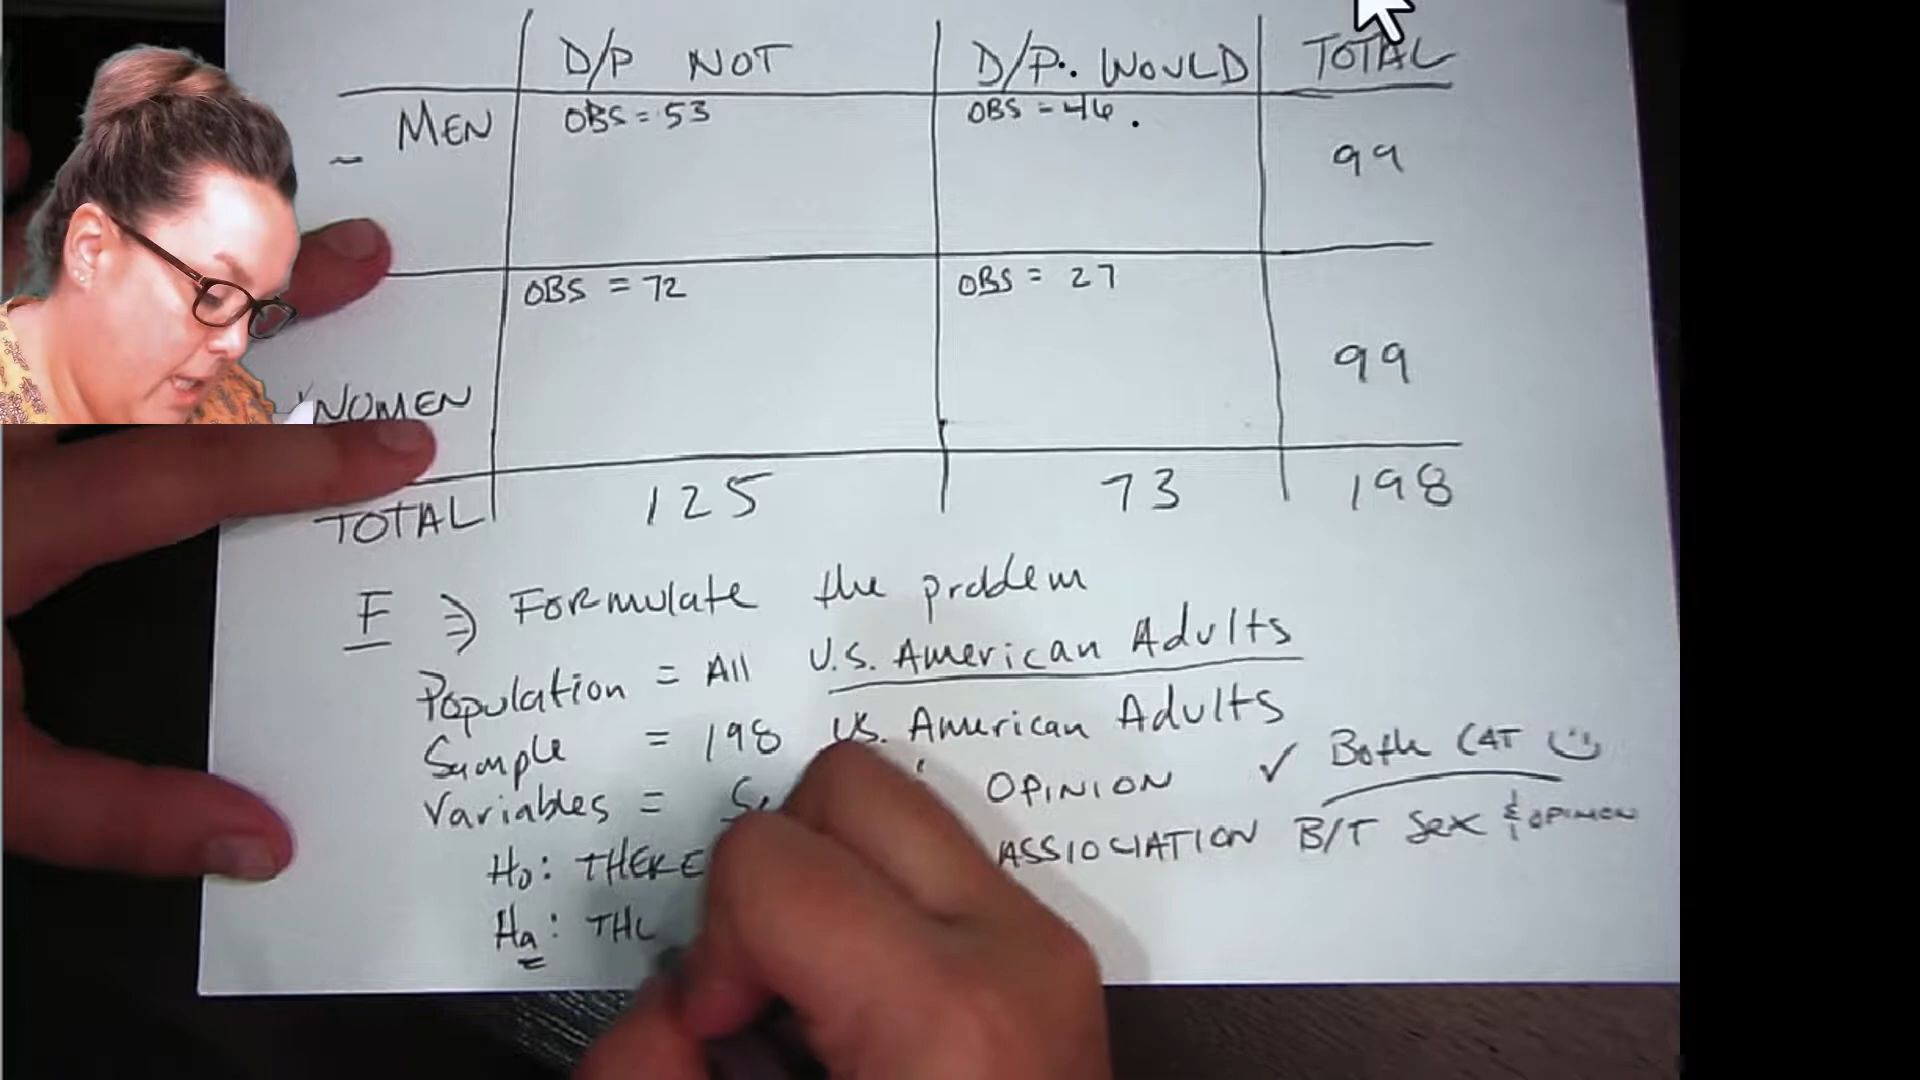 D/P NOT D/P. WOULD TOTAL
MEN OBS = 53 OBS = 46 99
WOMEN OBS = 72 OBS = 27 99
TOTAL 125 73 198
F ⇒ FORMULATE the problem
Population = All U.S. American Adults
Sample = 198 U.S. American Adults
Variables = OPINION ✓ Both CAT
Ho: THERE ASSIOCIATION B/T Sex & OPINION
Ha: